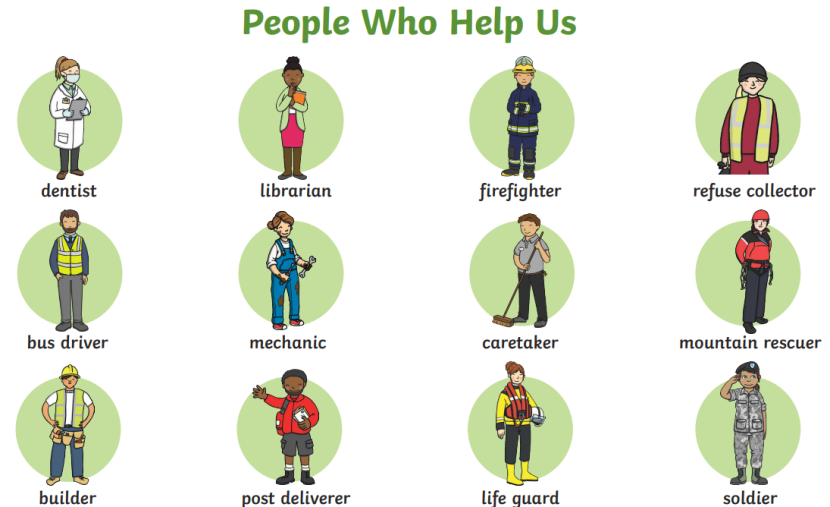 People Who Help Us
dentist
librarian
firefighter
refuse collector
bus driver
mechanic
caretaker
mountain rescuer
builder
post deliverer
life guard
soldier